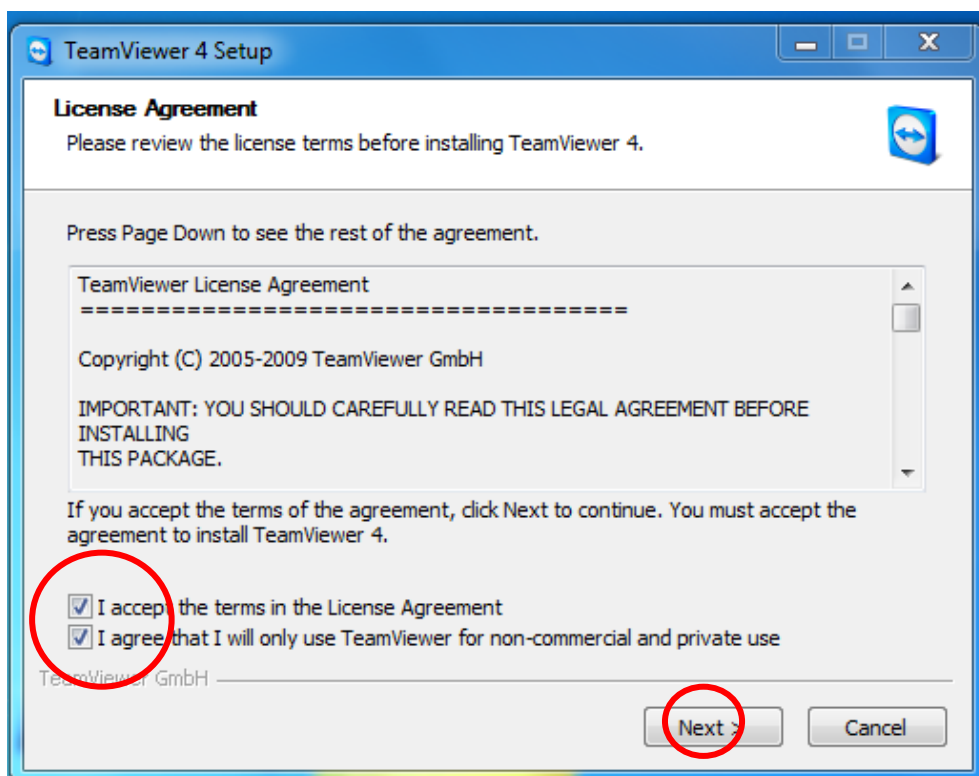 TeamViewer 4 Setup
License Agreement
Please review the license terms before installing TeamViewer 4.
Press Page Down to see the rest of the agreement.
TeamViewer License Agreement
====================================
Copyright (C) 2005-2009 TeamViewer GmbH
IMPORTANT: YOU SHOULD CAREFULLY READ THIS LEGAL AGREEMENT BEFORE
INSTALLING
THIS PACKAGE.
If you accept the terms of the agreement, click Next to continue. You must accept the
agreement to install TeamViewer 4.
I accept the terms in the License Agreement
I agree that I will only use TeamViewer for non-commercial and private use
TeamViewer GmbH
Next > Cancel